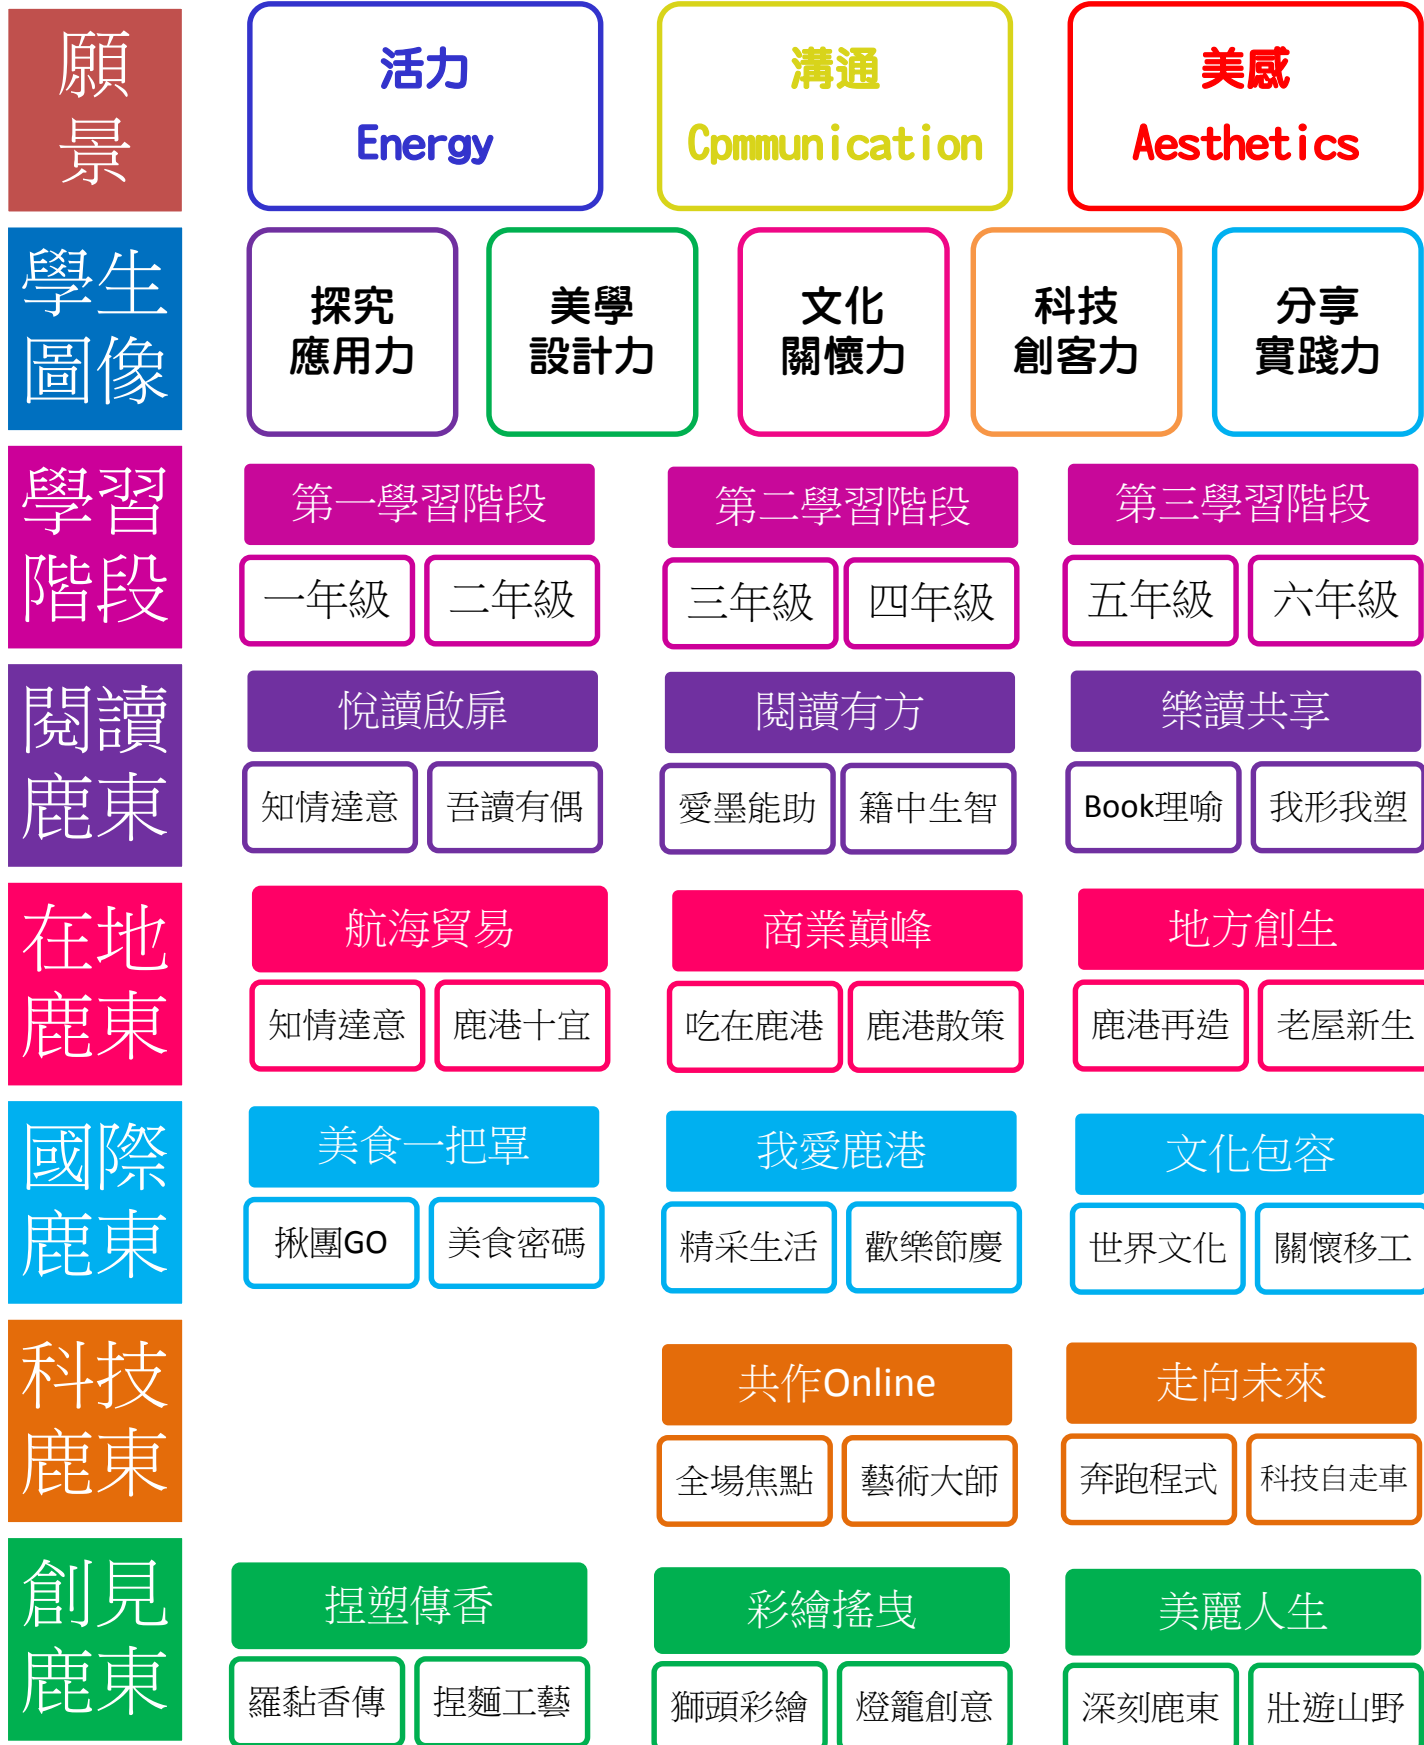 願
景
活力
Energy
溝通
Cpmmunication
美感
Aesthetics
學生
圖像
探究
應用力
美學
設計力
文化
關懷力
科技
創客力
分享
實踐力
學習
階段
第一學習階段
第二學習階段
第三學習階段
一年級
二年級
三年級
四年級
五年級
六年級
閱讀
鹿東
悅讀啟扉
閱讀有方
樂讀共享
知情達意
吾讀有偶
愛墨能助
籍中生智
Book理喻
我形我塑
在地
鹿東
航海貿易
商業巔峰
地方創生
知情達意
鹿港十宜
吃在鹿港
鹿港散策
鹿港再造
老屋新生
國際
鹿東
美食一把罩
我愛鹿港
文化包容
揪團GO
美食密碼
精采生活
歡樂節慶
世界文化
關懷移工
科技
鹿東
共作Online
走向未來
全場焦點
藝術大師
奔跑程式
科技自走車
創見
鹿東
捏塑傳香
彩繪搖曳
美麗人生
羅黏香傳
捏麵工藝
獅頭彩繪
燈籠創意
深刻鹿東
壯遊山野